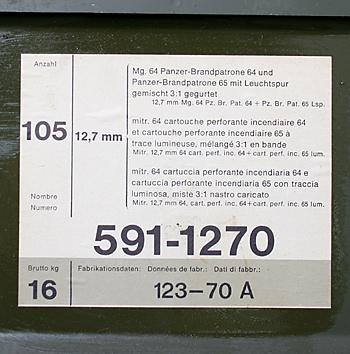 Anzahl
Mg. 64 Panzer-Brandpatrone 64 und
Panzer-Brandpatrone 65 mit Leuchtspur
gemischt 3:1 gegurtet
12,7 mm Mg 64 Pz. Br. Pat. 64 + Pz. Br. Pat. 65 Lsp.
105
12,7 mm
mitr. 64 cartouche perforante incendiaire 64
et cartouche perforante incendiaire 65 à
trace lumineuse, mélangé 3:1 en bande
Mitr. 12,7 mm 64 cart. perf. inc. 64 + cart. perf. inc. 65 lum.
mitr. 64 cartuccia perforante incendiaria 64 e
cartuccia perforante incendiaria 65 con traccia
luminosa, miste 3:1 nastro caricato
Mitr. 12,7 mm 64, cart. perf. inc. 64 + cart. perf. inc. 65 lum.
Nombre
Numero
591-1270
Brutto kg
Fabrikationsdaten: Données de fabr.: Dati di fabbr.:
16
123–70 A